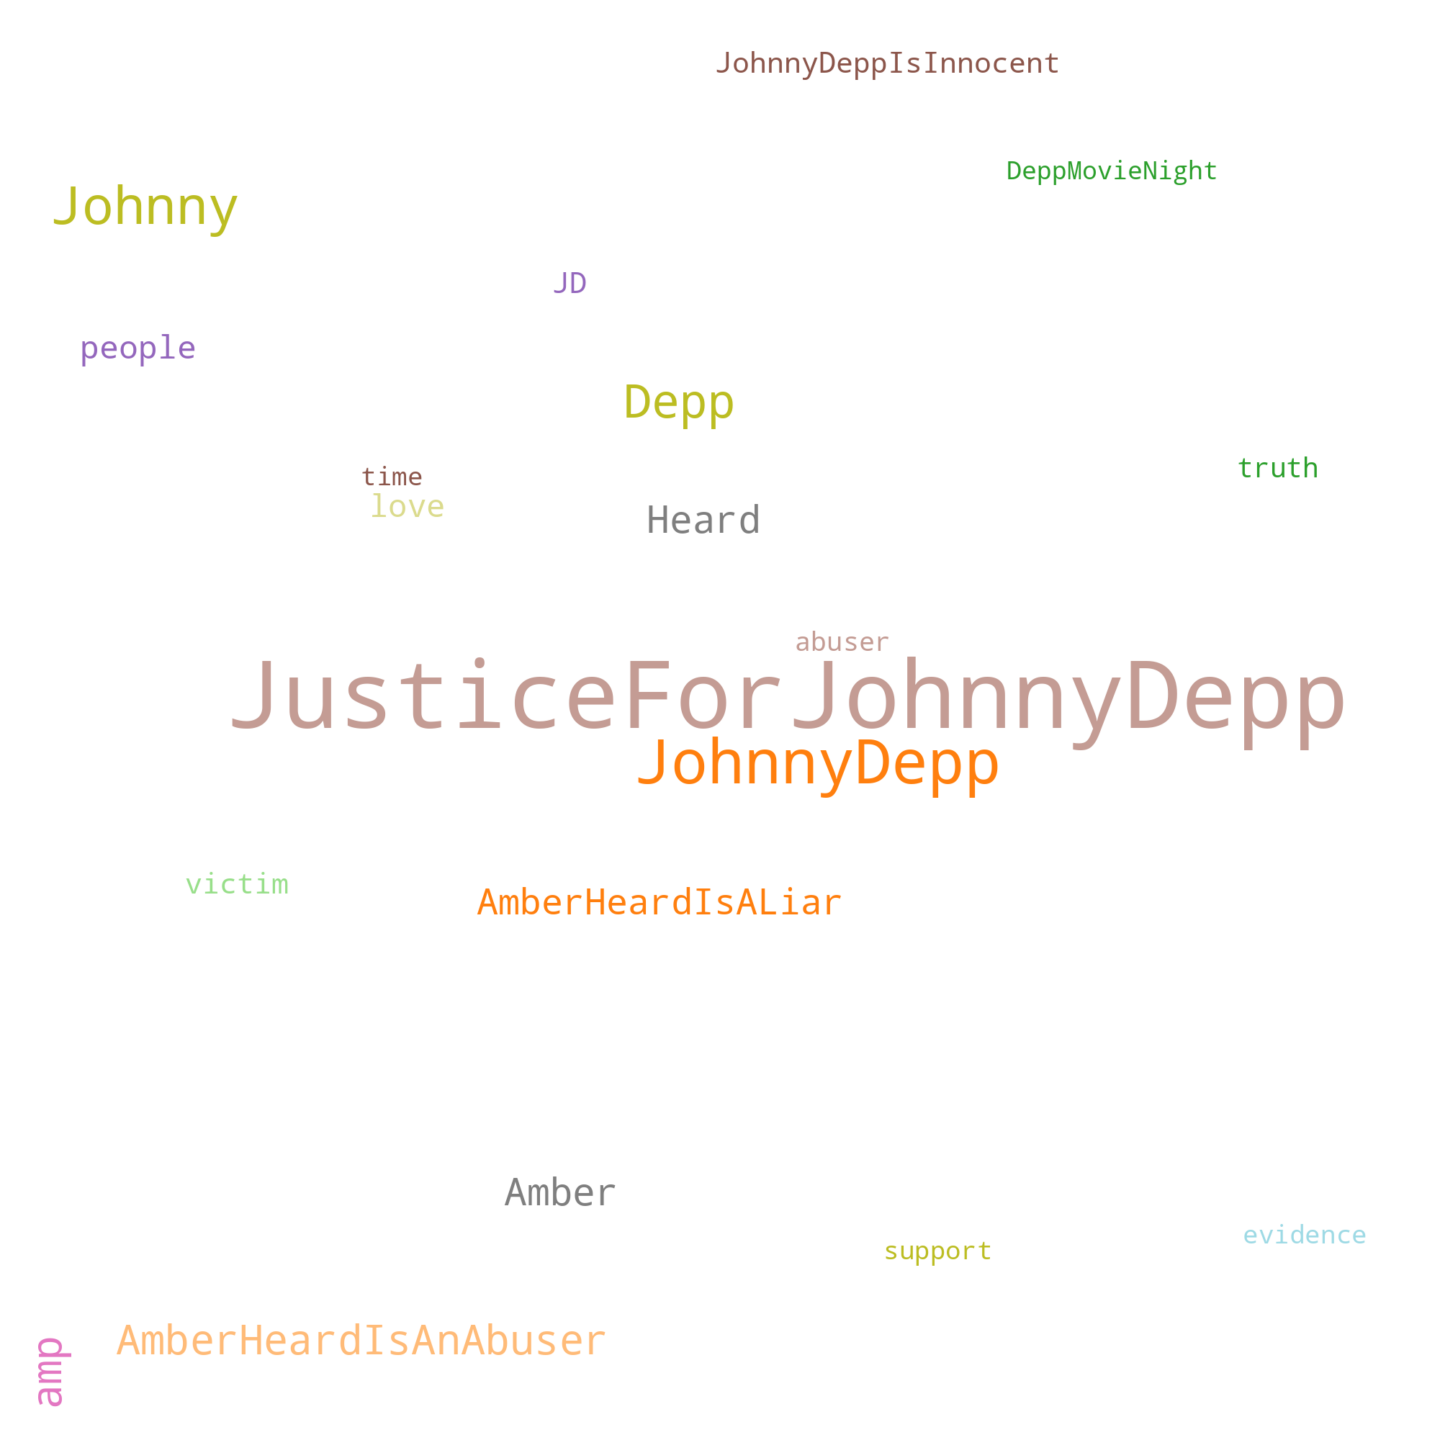 JohnnyDeppIsInnocent
DeppMovieNight
Johnny
JD
people
Depp
truth
time
love
Heard
abuser
JusticeForJohnnyDepp
JohnnyDepp
victim
AmberHeardIsALiar
Amber
evidence
support
AmberHeardIsAnAbuser
amp